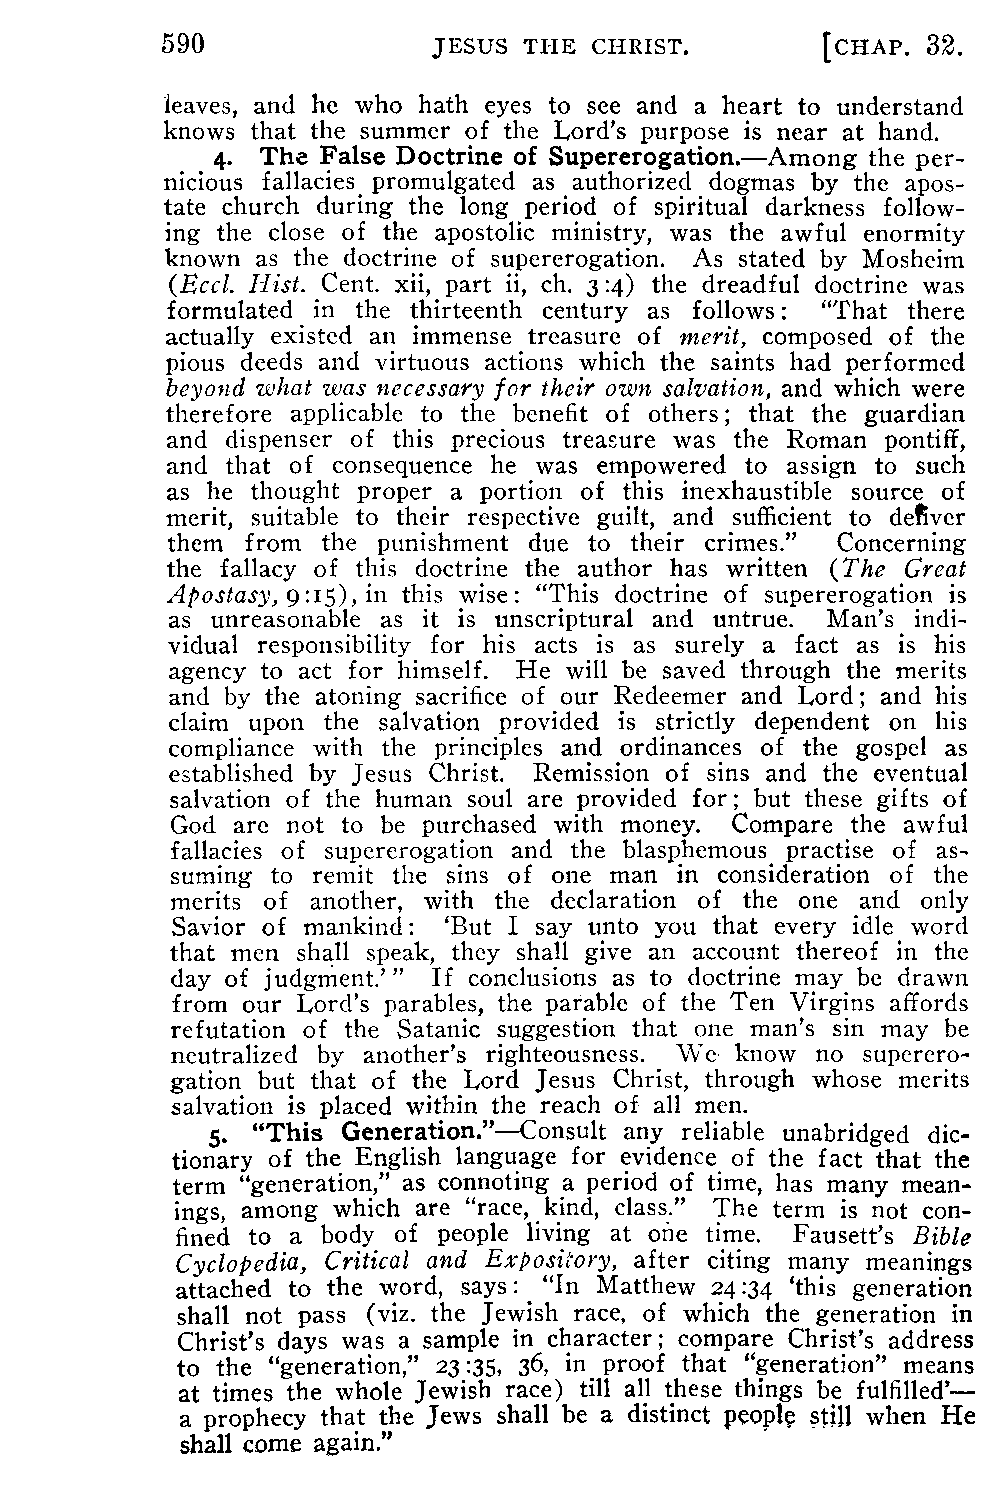 590 JESUS THE CHRIST. [CHAP. 32.
leaves, and he who hath eyes to see and a heart to understand
knows that the summer of the Lord's purpose is near at hand.
4. The False Doctrine of Supererogation.—Among the per-
nicious fallacies promulgated as authorized dogmas by the apos-
tate church during the long period of spiritual darkness follow-
ing the close of the apostolic ministry, was the awful enormity
known as the doctrine of supererogation. As stated by Mosheim
(Eccl. Hist. Cent. xii, part ii, ch. 3:4) the dreadful doctrine was
formulated in the thirteenth century as follows: "That there
actually existed an immense treasure of merit, composed of the
pious deeds and virtuous actions which the saints had performed
beyond what was necessary for their own salvation, and which were
therefore applicable to the benefit of others; that the guardian
and dispenser of this precious treasure was the Roman pontiff,
and that of consequence he was empowered to assign to such
as he thought proper a portion of this inexhaustible source of
merit, suitable to their respective guilt, and sufficient to deliver
them from the punishment due to their crimes." Concerning
the fallacy of this doctrine the author has written (The Great
Apostasy, 9:15), in this wise: "This doctrine of supererogation is
as unreasonable as it is unscriptural and untrue. Man's indi-
vidual responsibility for his acts is as surely a fact as is his
agency to act for himself. He will be saved through the merits
and by the atoning sacrifice of our Redeemer and Lord; and his
claim upon the salvation provided is strictly dependent on his
compliance with the principles and ordinances of the gospel as
established by Jesus Christ. Remission of sins and the eventual
salvation of the human soul are provided for; but these gifts of
God are not to be purchased with money. Compare the awful
fallacies of supererogation and the blasphemous practise of as-
suming to remit the sins of one man in consideration of the
merits of another, with the declaration of the one and only
Savior of mankind: 'But I say unto you that every idle word
that men shall speak, they shall give an account thereof in the
day of judgment.'" If conclusions as to doctrine may be drawn
from our Lord's parables, the parable of the Ten Virgins affords
refutation of the Satanic suggestion that one man's sin may be
neutralized by another's righteousness. We know no superero-
gation but that of the Lord Jesus Christ, through whose merits
salvation is placed within the reach of all men.
5. "This Generation."—Consult any reliable unabridged dic-
tionary of the English language for evidence of the fact that the
term "generation," as connoting a period of time, has many mean-
ings, among which are "race, kind, class." The term is not con-
fined to a body of people living at one time. Fausett's Bible
Cyclopedia, Critical and Expository, after citing many meanings
attached to the word, says: "In Matthew 24:34 'this generation
shall not pass (viz. the Jewish race, of which the generation in
Christ's days was a sample in character; compare Christ's address
to the "generation," 23:35, 36, in proof that "generation" means
at times the whole Jewish race) till all these things be fulfilled'—
a prophecy that the Jews shall be a distinct people still when He
shall come again."